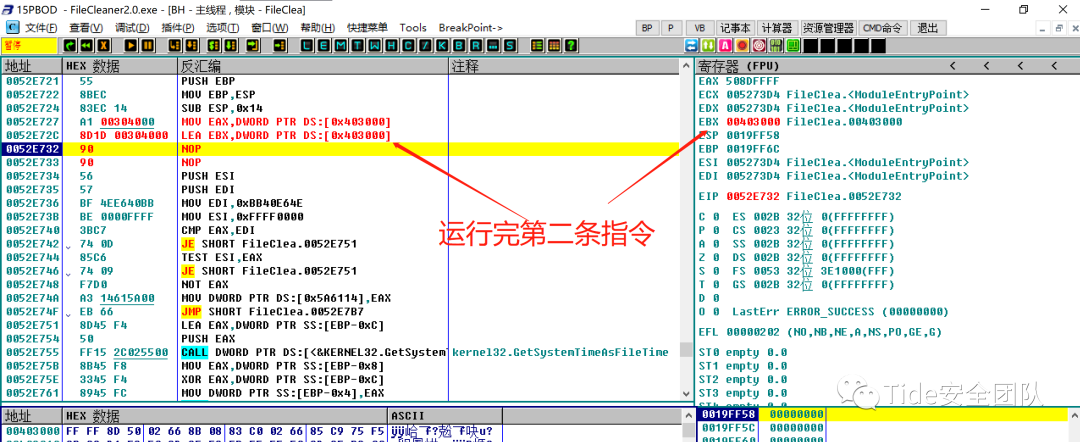 15PBOD - FileCleaner2.0.exe - [BH - 主线程, 模块 - FileClea]
文件(F) 查看(V) 调试(D) 插件(P) 选项(T) 窗口(W) 帮助(H) 快捷菜单 Tools BreakPoint->
BP P VB 记事本 计算器 资源管理器 CMD命令 退出
暂停 L E M T W H C / K B R ... S
地址 HEX 数据 反汇编 注释
0052E721 55 PUSH EBP
0052E722 8BEC MOV EBP,ESP
0052E724 83EC 14 SUB ESP,0x14
0052E727 A1 00304000 MOV EAX,DWORD PTR DS:[0x403000]
0052E72C 8D1D 00304000 LEA EBX,DWORD PTR DS:[0x403000]
0052E732 90 NOP
0052E733 90 NOP
0052E734 56 PUSH ESI
0052E735 57 PUSH EDI
0052E736 BF 4EE640BB MOV EDI,0xBB40E64E
0052E73B BE 0000FFFF MOV ESI,0xFFFF0000
0052E740 3BC7 CMP EAX,EDI
0052E742 74 0D JE SHORT FileClea.0052E751
0052E744 85C6 TEST ESI,EAX
0052E746 74 09 JE SHORT FileClea.0052E751
0052E748 F7D0 NOT EAX
0052E74A A3 14615A00 MOV DWORD PTR DS:[0x5A6114],EAX
0052E74F EB 66 JMP SHORT FileClea.0052E7B7
0052E751 8D45 F4 LEA EAX,DWORD PTR SS:[EBP-0xC]
0052E754 50 PUSH EAX
0052E755 FF15 2C025500 CALL DWORD PTR DS:[<&KERNEL32.GetSystemT kernel32.GetSystemTimeAsFileTime
0052E75B 8B45 F8 MOV EAX,DWORD PTR SS:[EBP-0x8]
0052E75E 3345 F4 XOR EAX,DWORD PTR SS:[EBP-0xC]
0052E761 8945 FC MOV DWORD PTR SS:[EBP-0x4],EAX
运行完第二条指令
寄存器 (FPU) < < < <
EAX 508DFFFF
ECX 005273D4 FileClea.<ModuleEntryPoint>
EDX 005273D4 FileClea.<ModuleEntryPoint>
EBX 00403000 FileClea.00403000
ESP 0019FF58
EBP 0019FF6C
ESI 005273D4 FileClea.<ModuleEntryPoint>
EDI 005273D4 FileClea.<ModuleEntryPoint>
EIP 0052E732 FileClea.0052E732
C 0 ES 002B 32位 0(FFFFFFFF)
P 0 CS 0023 32位 0(FFFFFFFF)
A 0 SS 002B 32位 0(FFFFFFFF)
Z 0 DS 002B 32位 0(FFFFFFFF)
S 0 FS 0053 32位 3E1000(FFF)
T 0 GS 002B 32位 0(FFFFFFFF)
D 0
O 0 LastErr ERROR_SUCCESS (00000000)
EFL 00000202 (NO,NB,NE,A,NS,PO,GE,G)
ST0 empty 0.0
ST1 empty 0.0
ST2 empty 0.0
ST3 empty 0.0
Tide安全团队
地址 HEX 数据 ASCII
00403000 FF FF 8D 50 02 66 8B 08 83 C0 02 66 85 C9 75 F5
0019FF58 00000000
0019FF5C 00000000
0019FF60 00000000